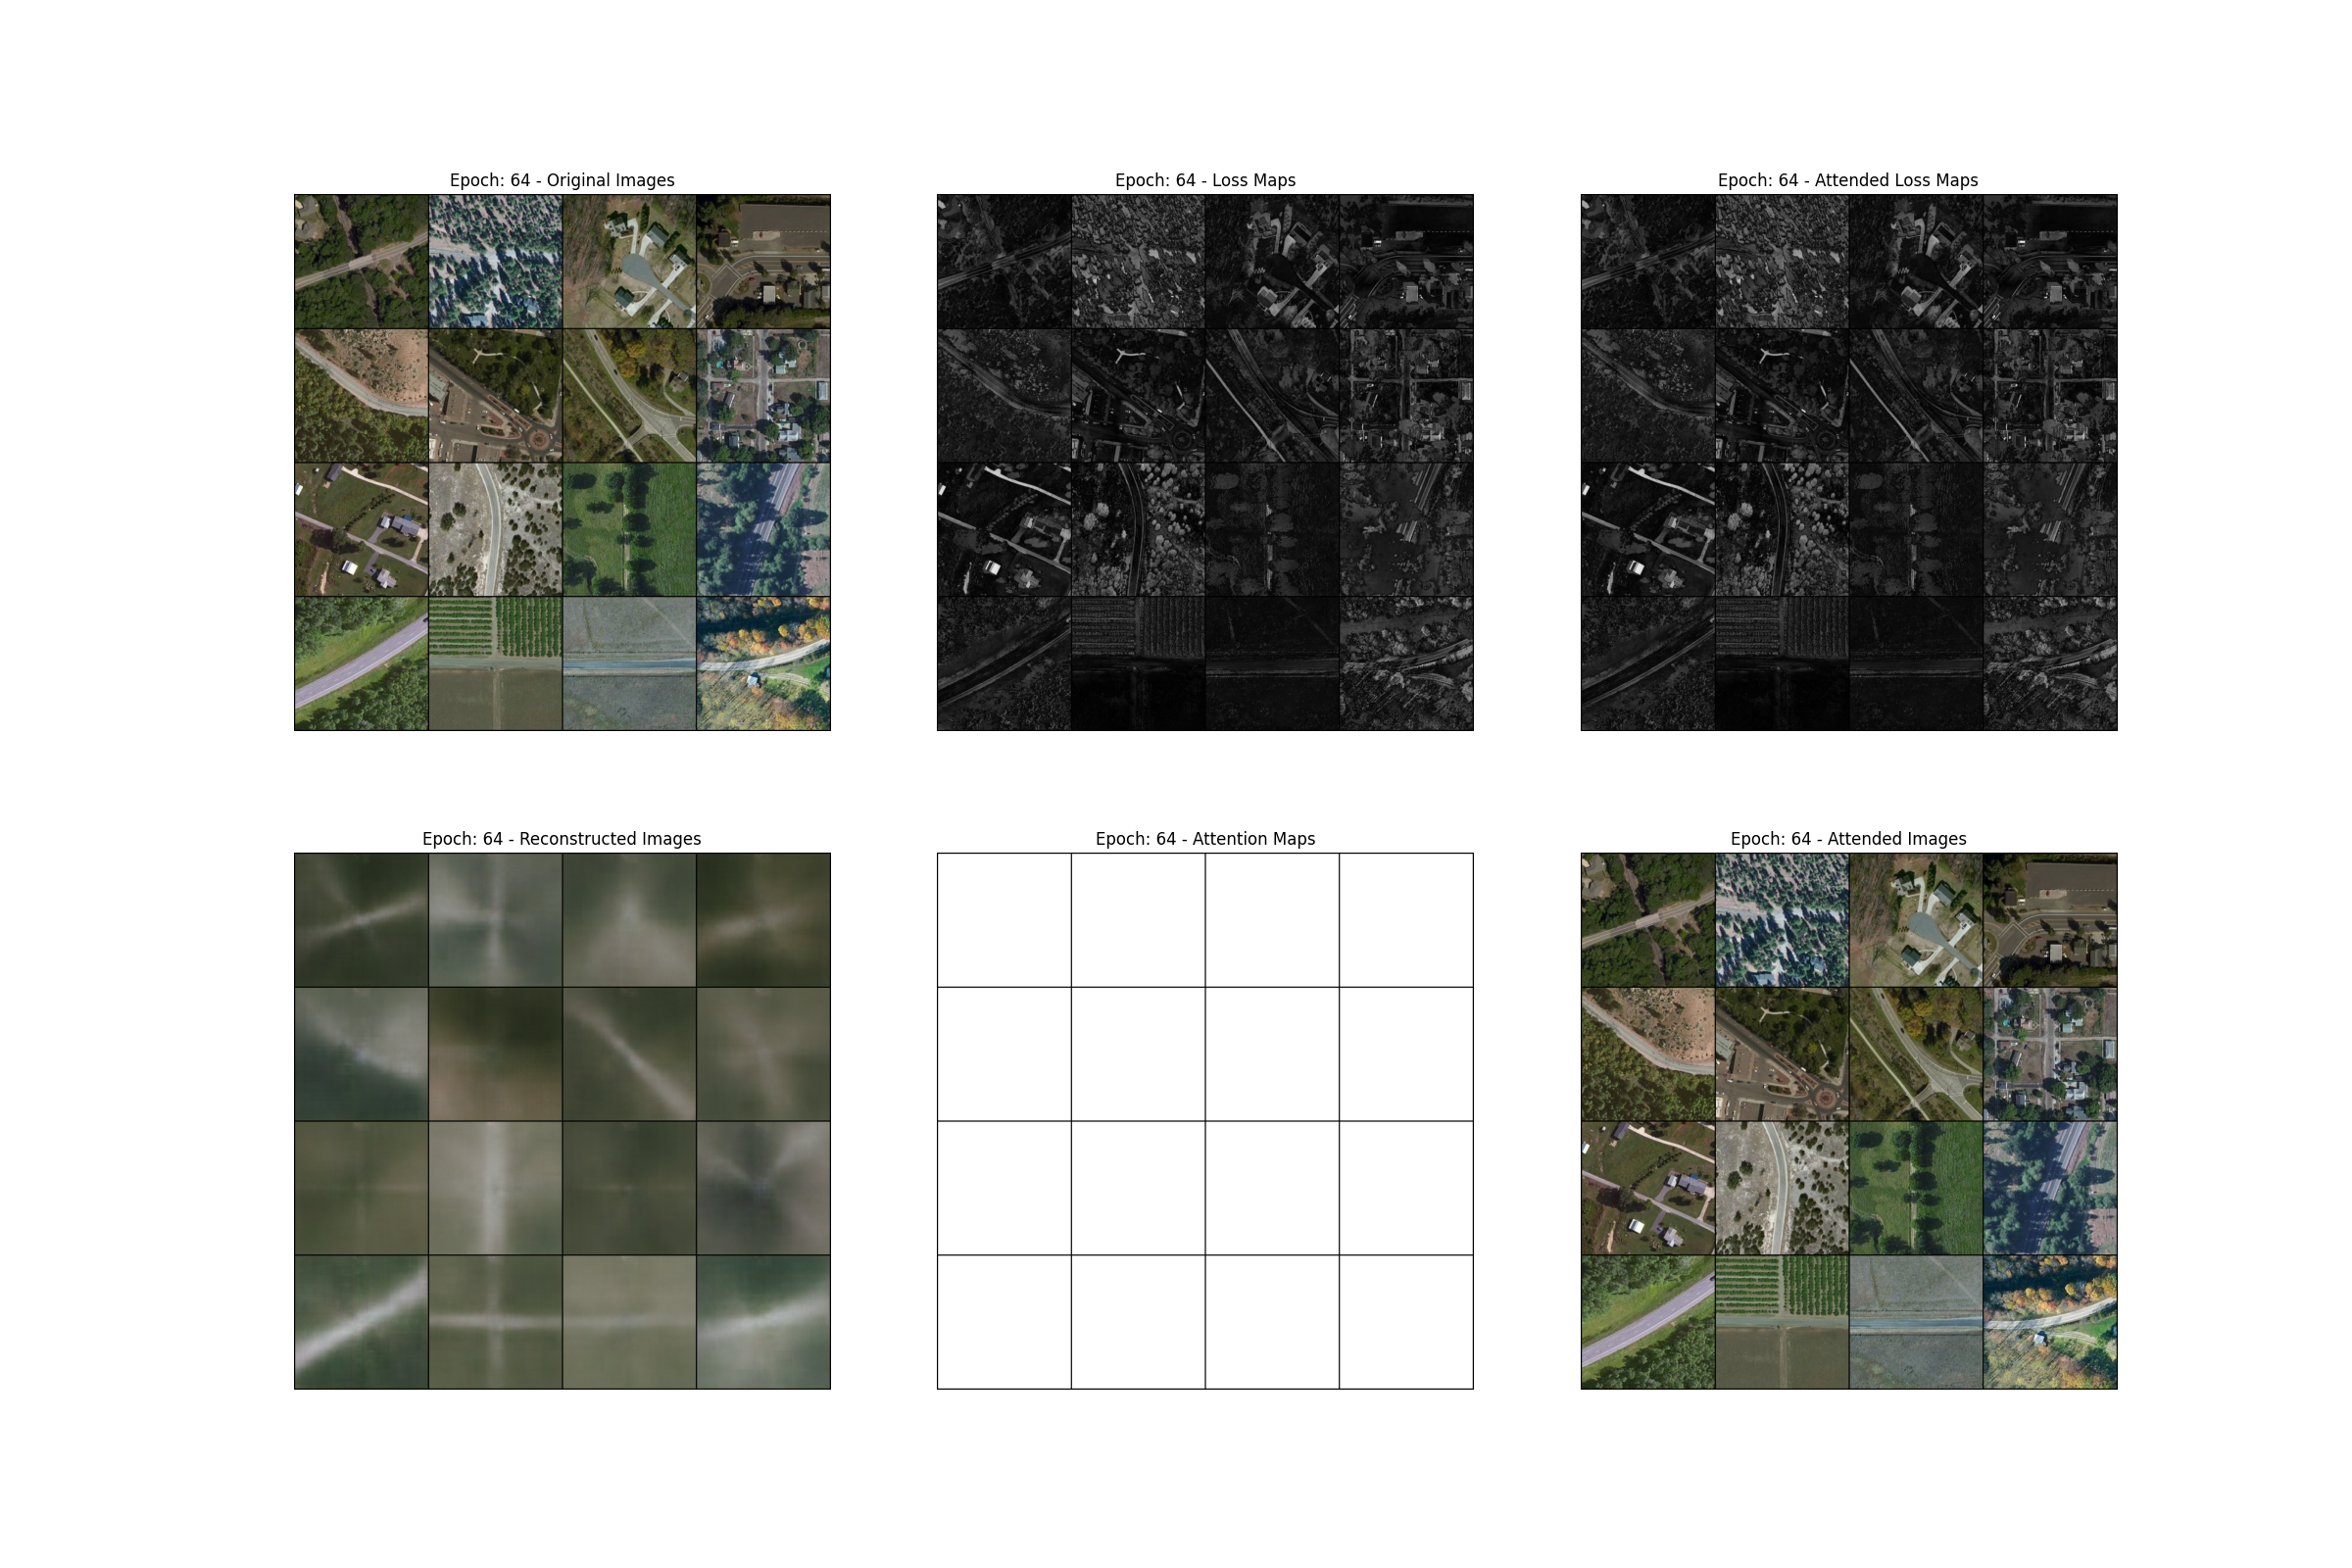 Epoch: 64 - Original Images
Epoch: 64 - Loss Maps
Epoch: 64 - Attended Loss Maps
Epoch: 64 - Reconstructed Images
Epoch: 64 - Attention Maps
Epoch: 64 - Attended Images